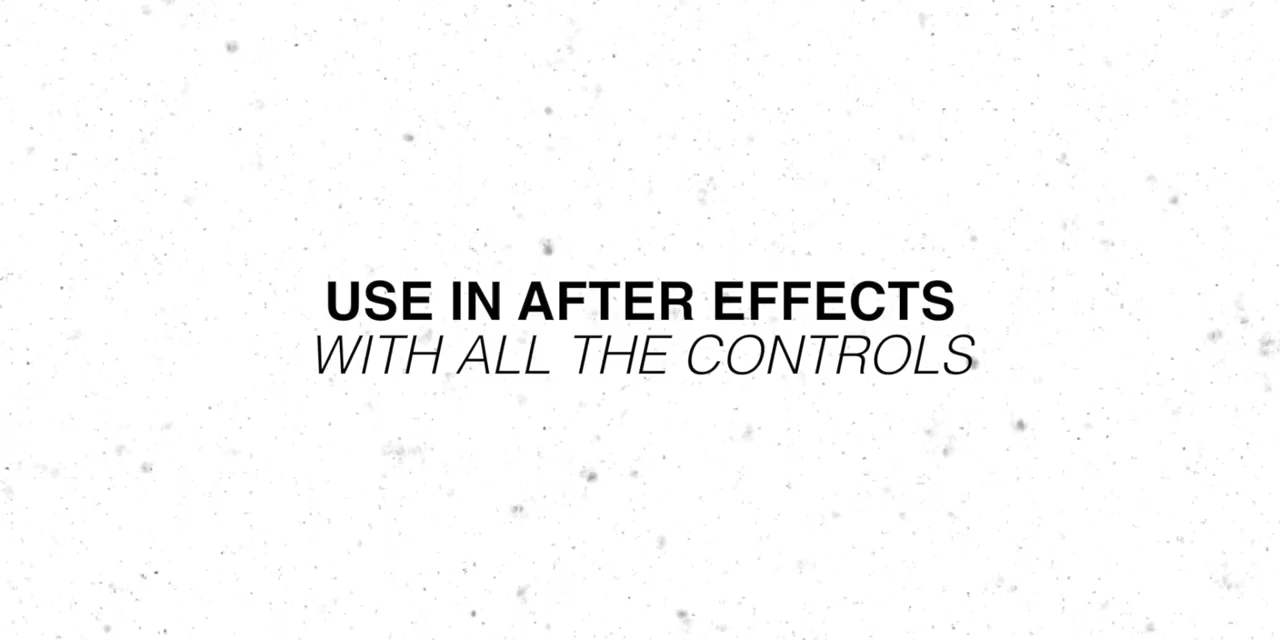 USE IN AFTER EFFECTS
WITH ALL THE CONTROLS